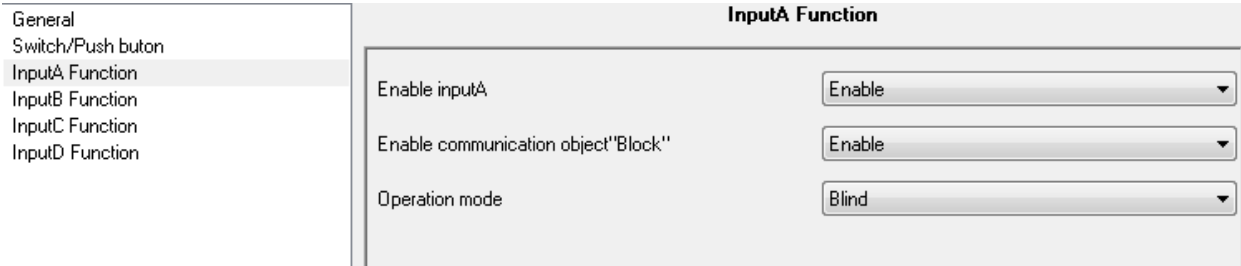 General
Switch/Push buton
InputA Function
InputB Function
InputC Function
InputD Function
InputA Function
Enable inputA
Enable
Enable communication object"Block"
Enable
Operation mode
Blind